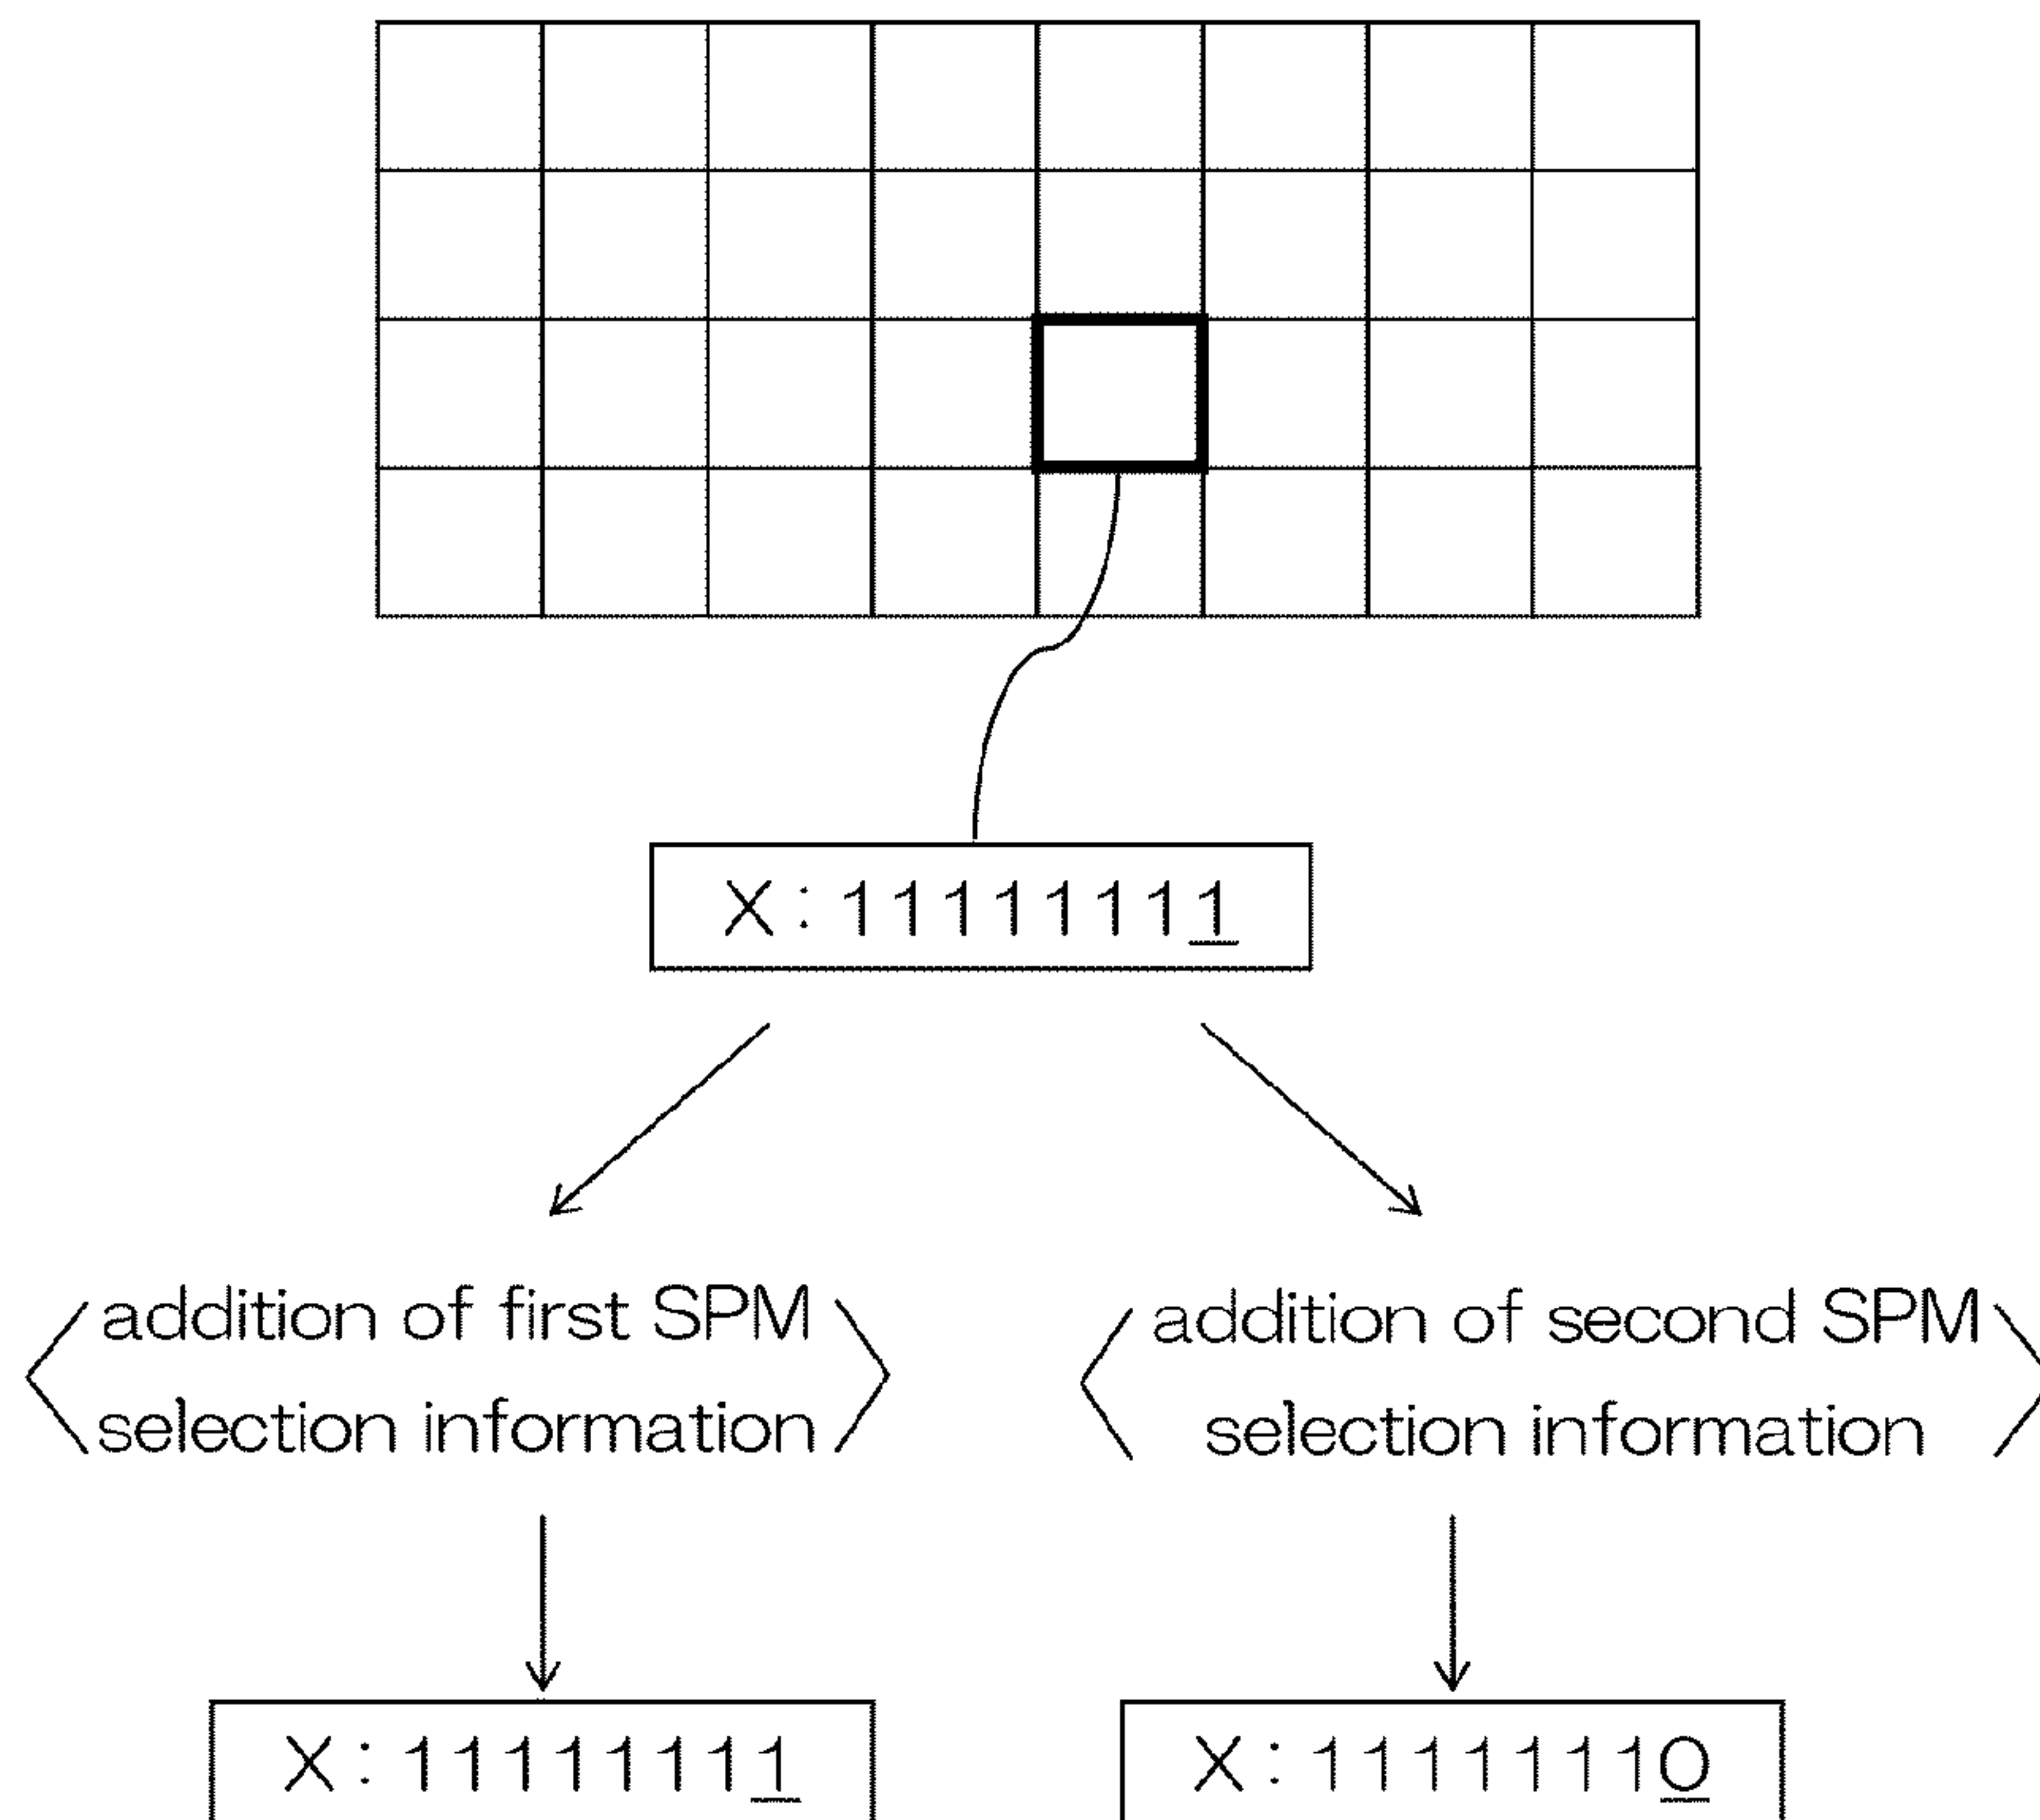 X:11111111
addition of first SPM
selection information
addition of second SPM
selection information
X:11111111
X:11111110